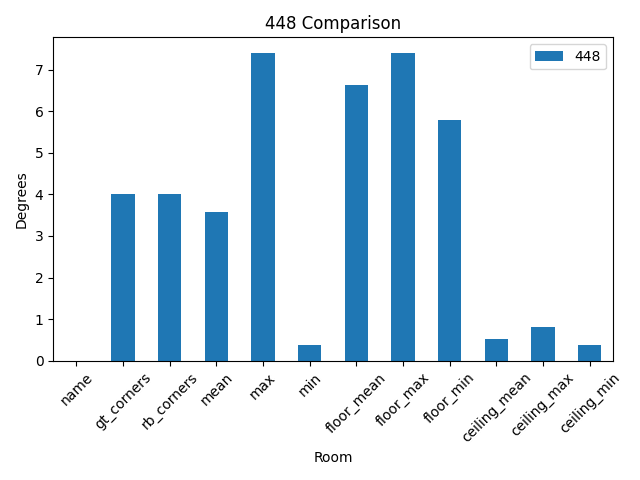 448 Comparison
448
Degrees
7
6
5
4
3
2
1
0
name
gt_corners
rb_corners
mean
max
min
floor_mean
floor_max
floor_min
ceiling_mean
ceiling_max
ceiling_min
Room